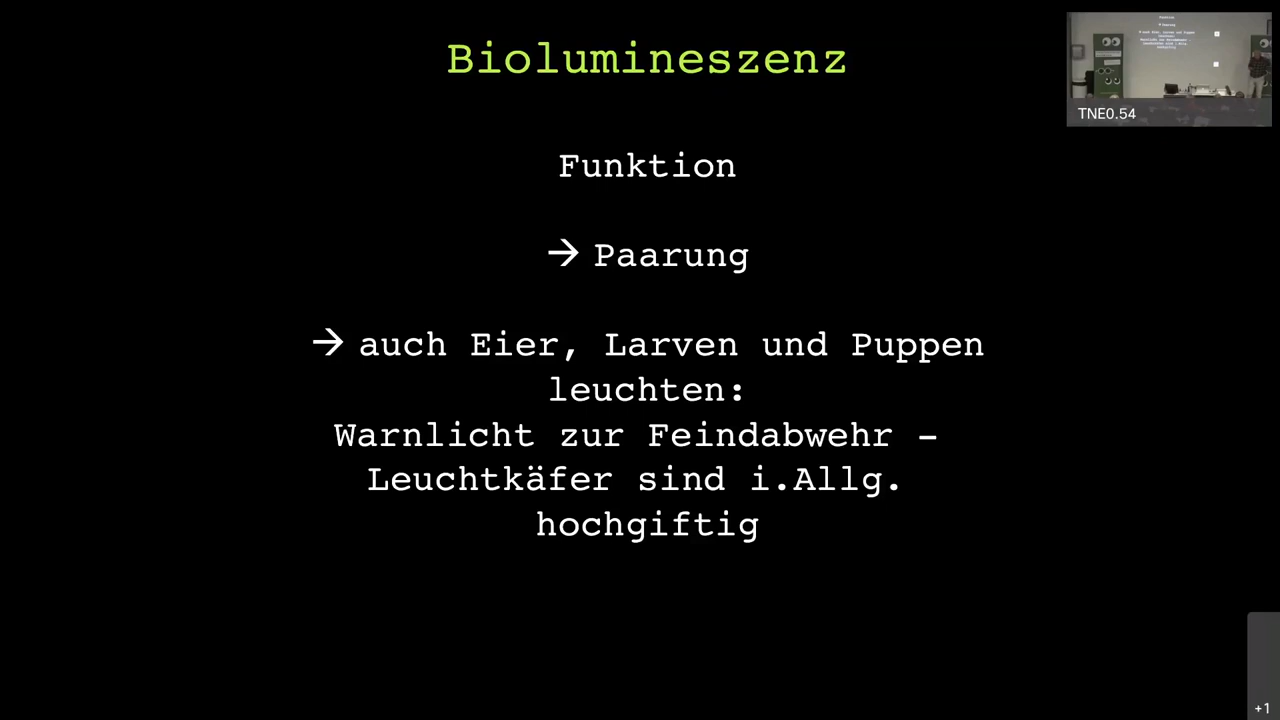 Biolumineszenz
Funktion
→ Paarung
→ auch Eier, Larven und Puppen
leuchten:
Warnlicht zur Feindabwehr –
Leuchtkäfer sind i.Allg.
hochgiftig
TNE0.54
+1